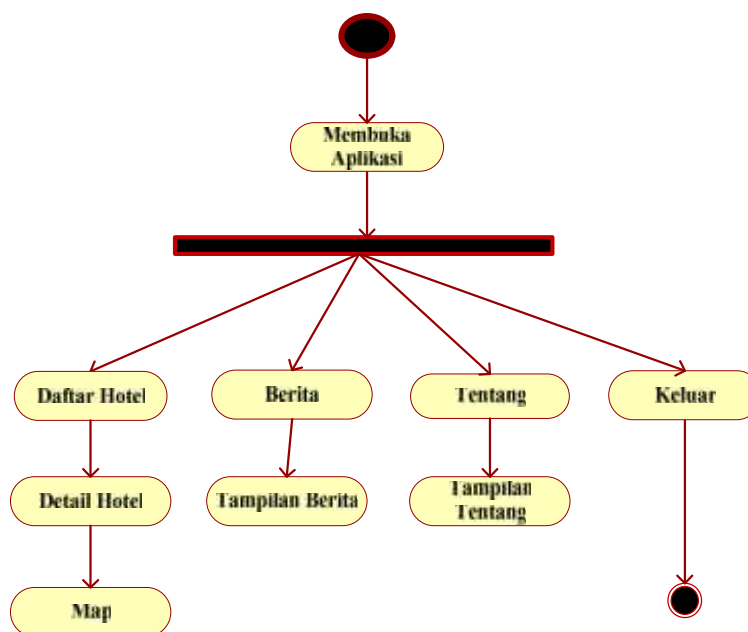 Membuka
Aplikasi
Daftar Hotel
Berita
Tentang
Keluar
Detail Hotel
Tampilan Berita
Tampilan
Tentang
Map